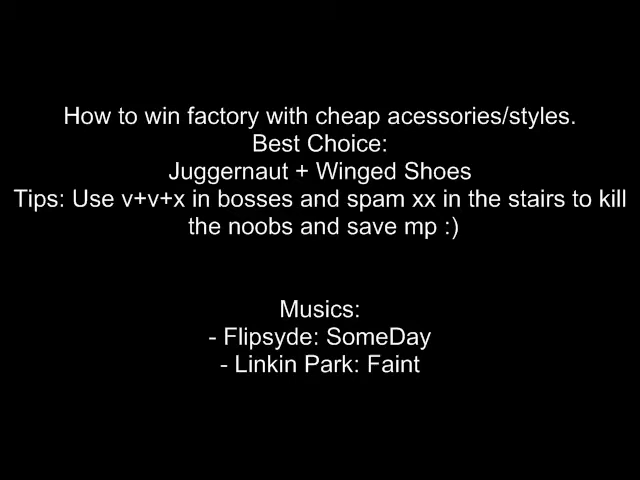 How to win factory with cheap acessories/styles.
Best Choice:
Juggernaut + Winged Shoes
Tips: Use v+v+x in bosses and spam xx in the stairs to kill
the noobs and save mp :)
Musics:
- Flipsyde: SomeDay
- Linkin Park: Faint